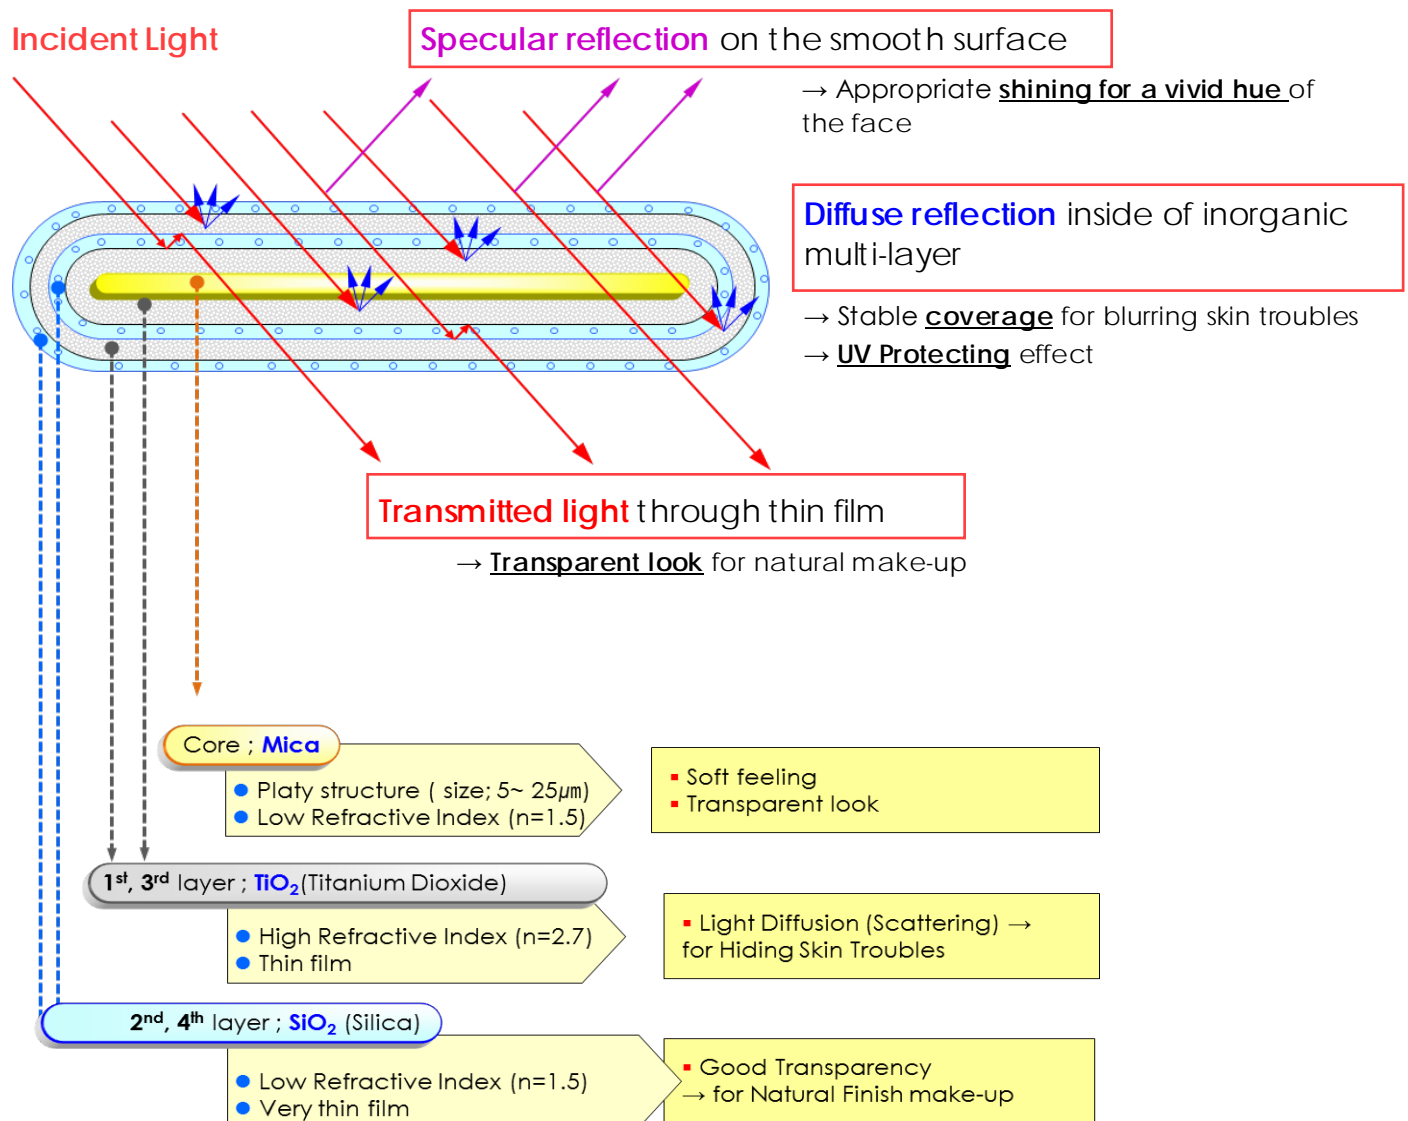 Incident Light
Specular reflection on the smooth surface
→ Appropriate shining for a vivid hue of
the face
Diffuse reflection inside of inorganic
multi-layer
→ Stable coverage for blurring skin troubles
→ UV Protecting effect
Transmitted light through thin film
→ Transparent look for natural make-up
Core ; Mica
Platy structure ( size; 5~ 25㎛)
Low Refractive Index (n=1.5)
Soft feeling
Transparent look
1st, 3rd layer ; TiO₂(Titanium Dioxide)
High Refractive Index (n=2.7)
Thin film
Light Diffusion (Scattering) →
for Hiding Skin Troubles
2nd, 4th layer ; SiO₂ (Silica)
Low Refractive Index (n=1.5)
Very thin film
Good Transparency
→ for Natural Finish make-up